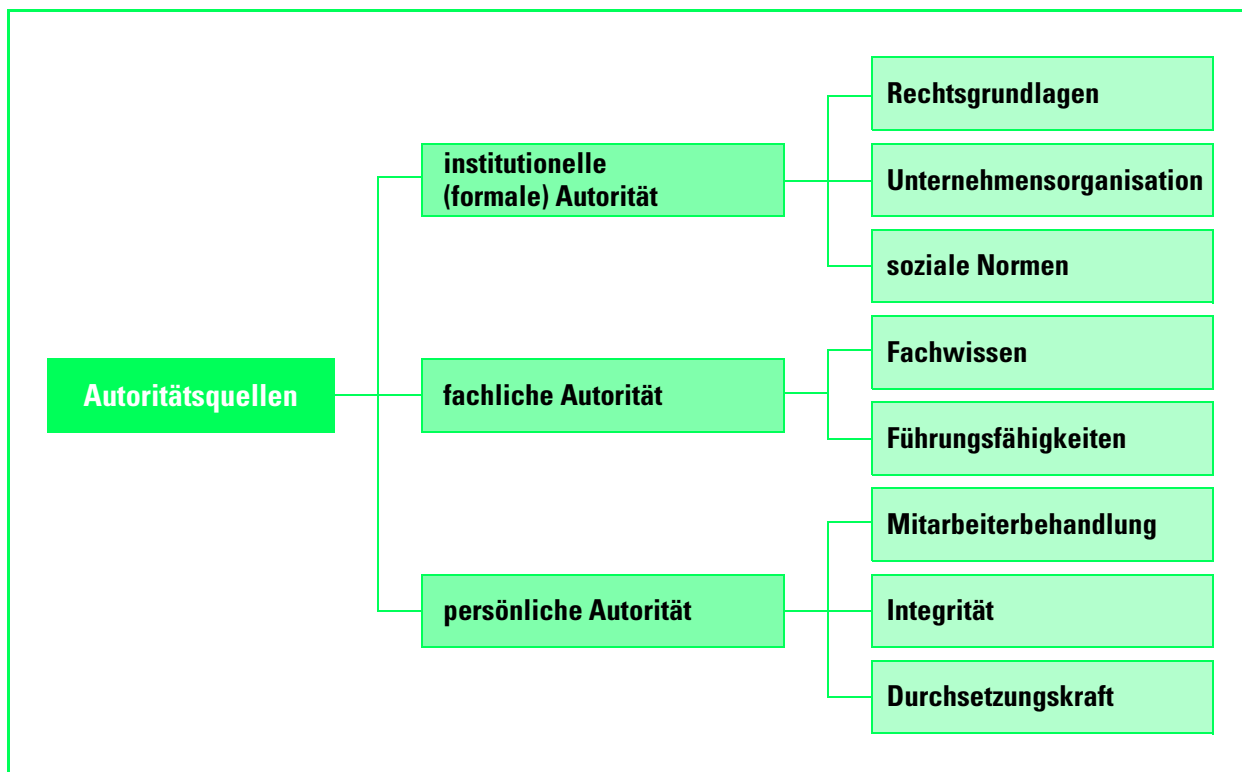 Autoritätsquellen
institutionelle
(formale) Autorität
Rechtsgrundlagen
Unternehmensorganisation
soziale Normen
fachliche Autorität
Fachwissen
Führungsfähigkeiten
persönliche Autorität
Mitarbeiterbehandlung
Integrität
Durchsetzungskraft